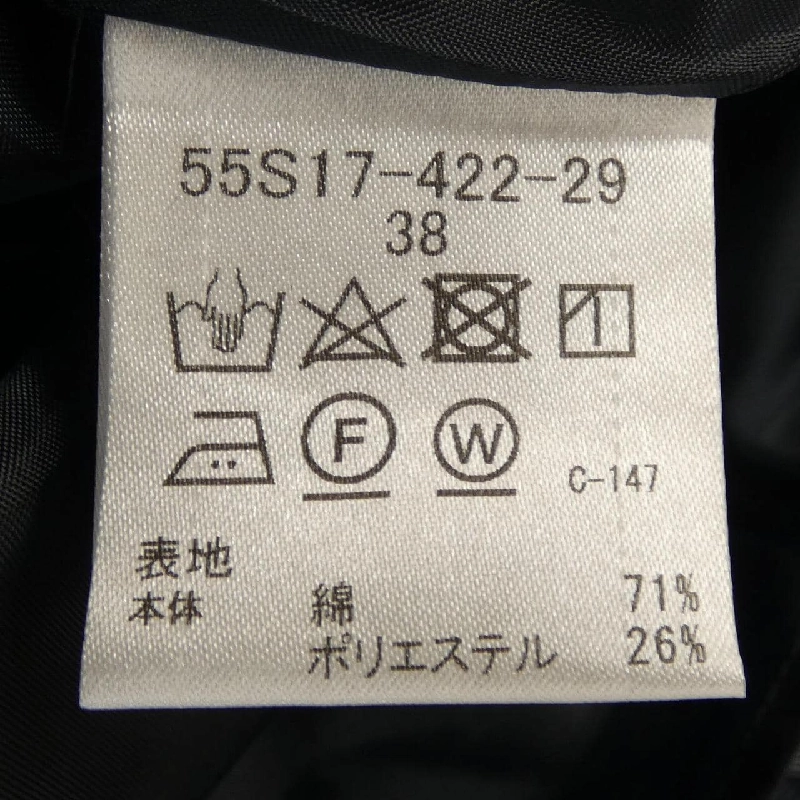 55S17-422-29
38
F W C-147
表地
本体 綿 71%
ポリエステル 26%